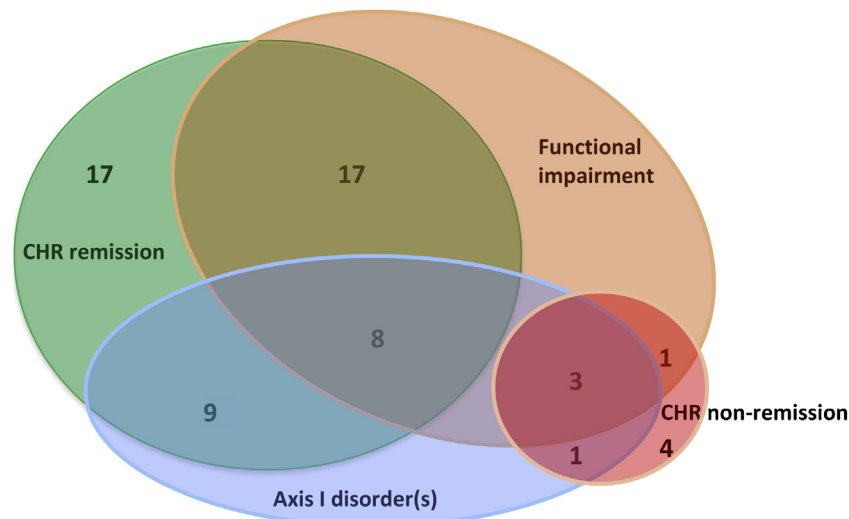 17
17
Functional
impairment
CHR remission
8
1
3
9
CHR non-remission
1
4
Axis I disorder(s)